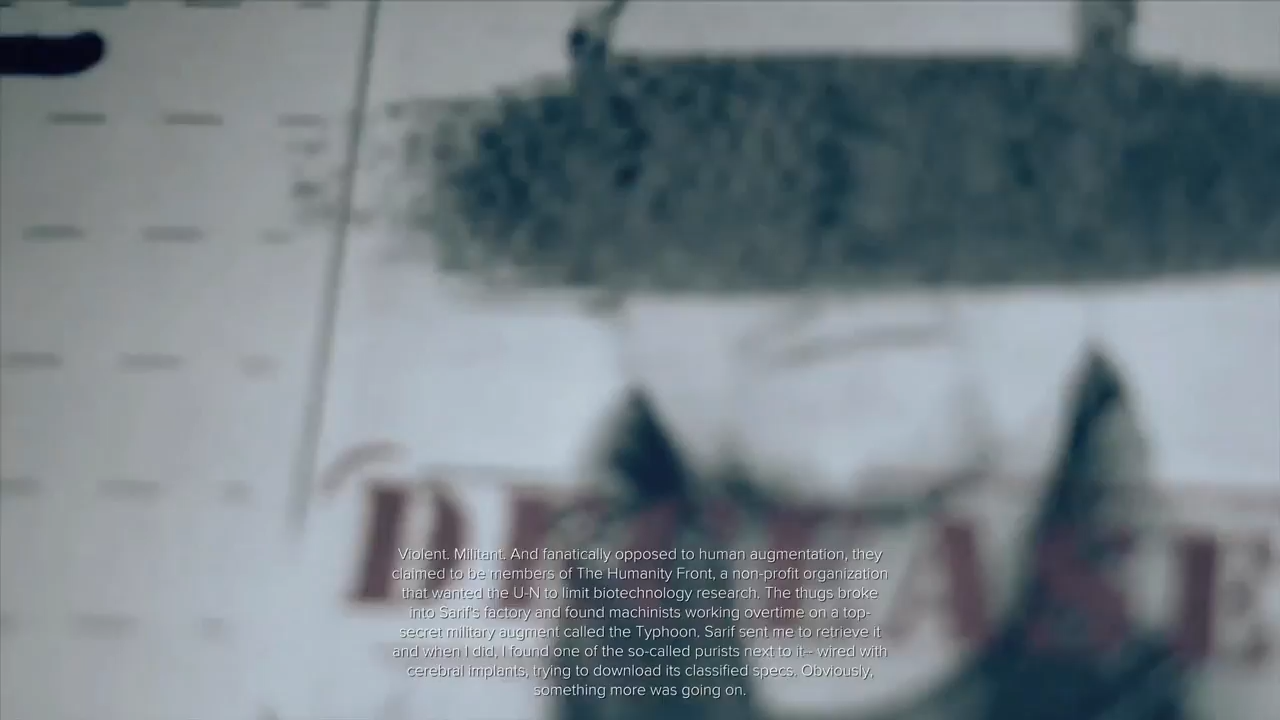 Violent. Militant. And fanatically opposed to human augmentation, they
claimed to be members of The Humanity Front, a non-profit organization
that wanted the U-N to limit biotechnology research. The thugs broke
into Sarif's factory and found machinists working overtime on a top-
secret military augment called the Typhoon. Sarif sent me to retrieve it
and when I did, I found one of the so-called purists next to it-- wired with
cerebral implants, trying to download its classified specs. Obviously,
something more was going on.